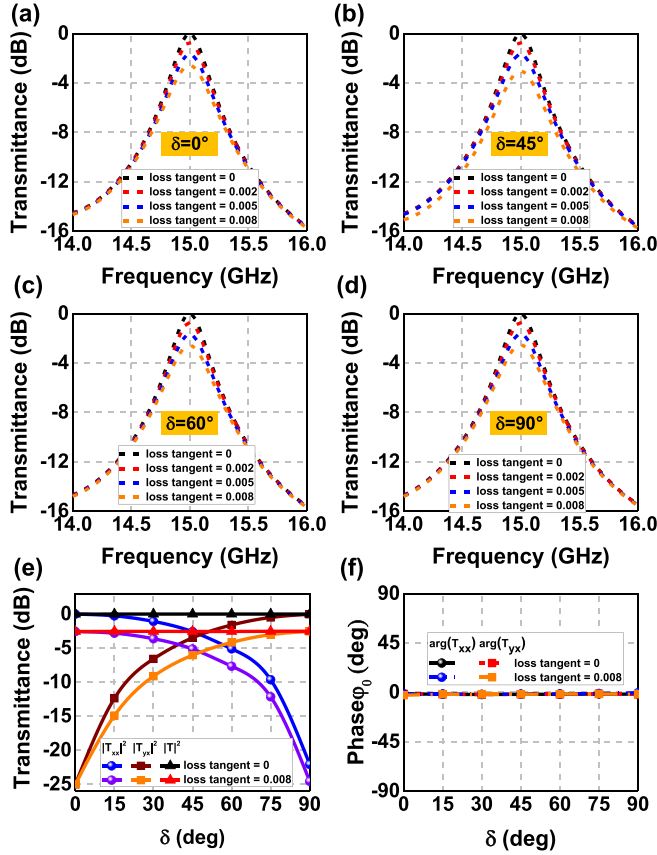 (a)
0
-4
-8
-12
-16
Transmittance (dB)
δ=0°
loss tangent = 0
loss tangent = 0.002
loss tangent = 0.005
loss tangent = 0.008
14.0 14.5 15.0 15.5 16.0
Frequency (GHz)
(b)
0
-4
-8
-12
-16
Transmittance (dB)
δ=45°
loss tangent = 0
loss tangent = 0.002
loss tangent = 0.005
loss tangent = 0.008
14.0 14.5 15.0 15.5 16.0
Frequency (GHz)
(c)
0
-4
-8
-12
-16
Transmittance (dB)
δ=60°
loss tangent = 0
loss tangent = 0.002
loss tangent = 0.005
loss tangent = 0.008
14.0 14.5 15.0 15.5 16.0
Frequency (GHz)
(d)
0
-4
-8
-12
-16
Transmittance (dB)
δ=90°
loss tangent = 0
loss tangent = 0.002
loss tangent = 0.005
loss tangent = 0.008
14.0 14.5 15.0 15.5 16.0
Frequency (GHz)
(e)
0
-5
-10
-15
-20
-25
Transmittance (dB)
|Txx|² |Tyx|² |T|²
loss tangent = 0
loss tangent = 0.008
0 15 30 45 60 75 90
δ (deg)
(f)
90
45
0
-45
-90
Phaseφ0 (deg)
arg(Txx) arg(Tyx)
loss tangent = 0
loss tangent = 0.008
0 15 30 45 60 75 90
δ (deg)